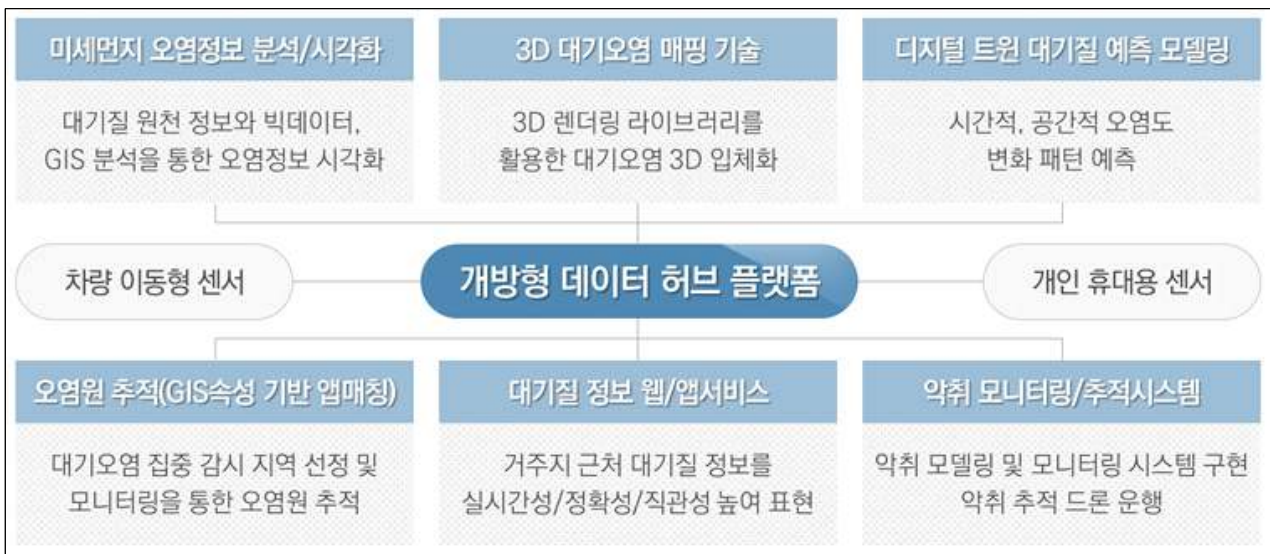 미세먼지 오염정보 분석/시각화
대기질 원천 정보와 빅데이터,
GIS 분석을 통한 오염정보 시각화
3D 대기오염 매핑 기술
3D 렌더링 라이브러리를
활용한 대기오염 3D 입체화
디지털 트윈 대기질 예측 모델링
시간적, 공간적 오염도
변화 패턴 예측
차량 이동형 센서
개방형 데이터 허브 플랫폼
개인 휴대용 센서
오염원 추적(GIS속성 기반 앱매칭)
대기오염 집중 감시 지역 선정 및
모니터링을 통한 오염원 추적
대기질 정보 웹/앱서비스
거주지 근처 대기질 정보를
실시간성/정확성/직관성 높여 표현
악취 모니터링/추적시스템
악취 모델링 및 모니터링 시스템 구현
악취 추적 드론 운행